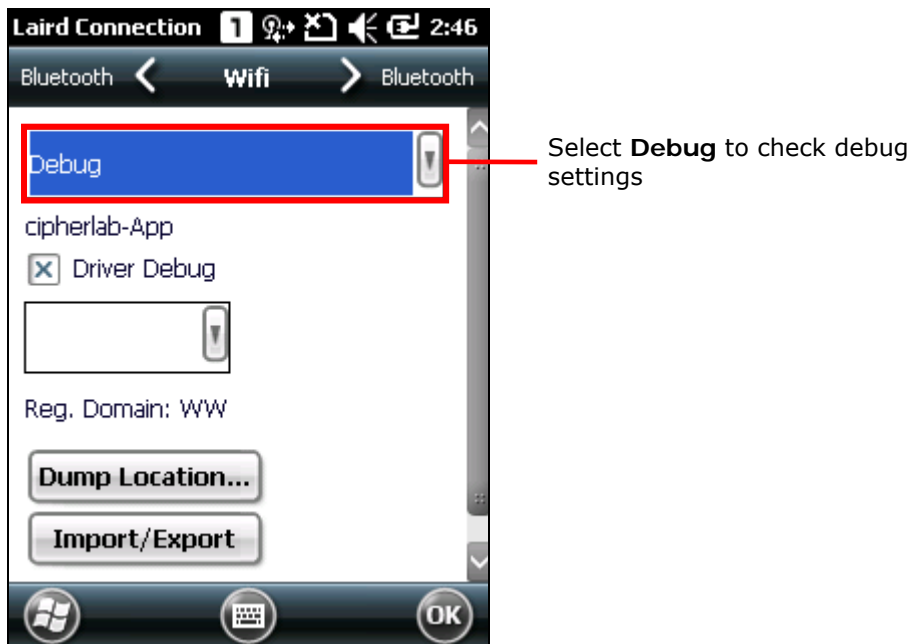 Laird Connection 1 2:46
Bluetooth Wifi Bluetooth
Debug
Select Debug to check debug
settings
cipherlab-App
Driver Debug
Reg. Domain: WW
Dump Location...
Import/Export
OK